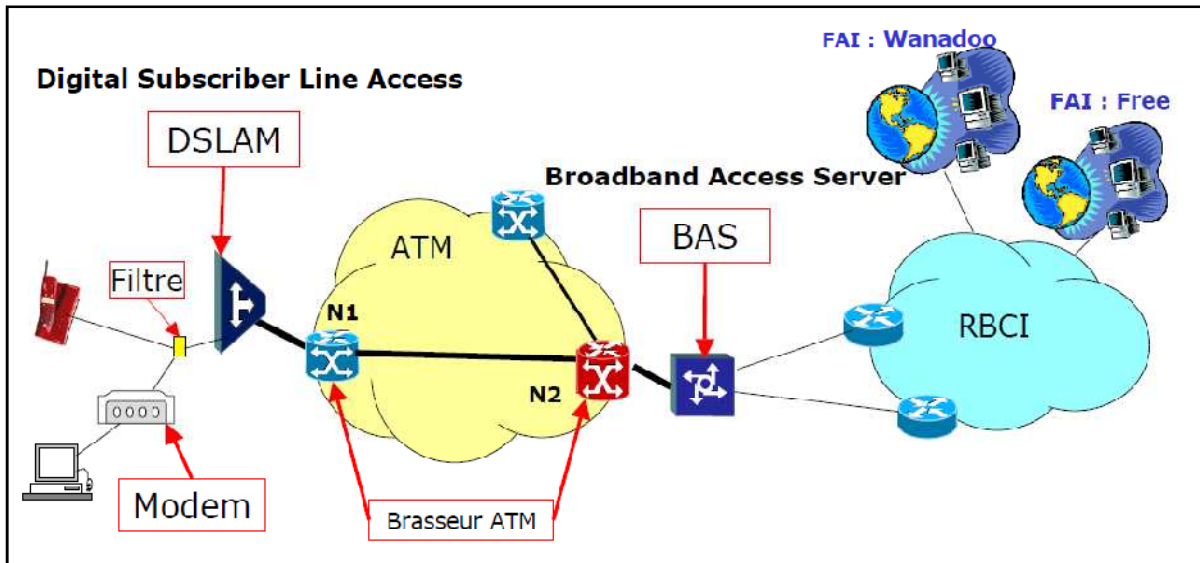 FAI : Wanadoo
Digital Subscriber Line Access
FAI : Free
DSLAM
Broadband Access Server
BAS
ATM
Filtre
N1
RBCI
N2
Modem
Brasseur ATM